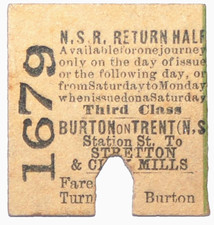 1679
N.S.R. RETURN HALF
Available for one journey
only on the day of issue
or the following day, or
from Saturday to Monday
when issued on a Saturday
Third Class
BURTON on TRENT (N.S
Station St. To
STRETTON
& CLAY MILLS
Fare
Turn Burton